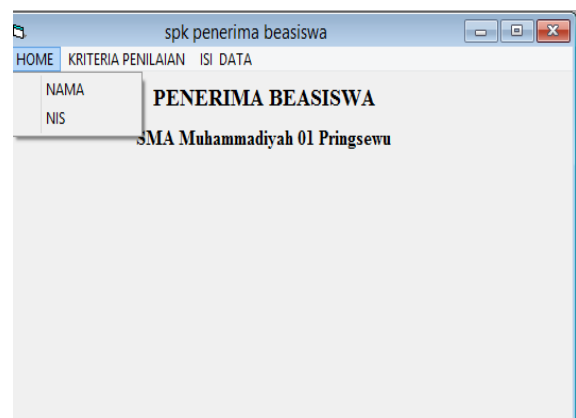 spk penerima beasiswa
HOME KRITERIA PENILAIAN ISI DATA
NAMA
NIS
PENERIMA BEASISWA
SMA Muhammadiyah 01 Pringsewu